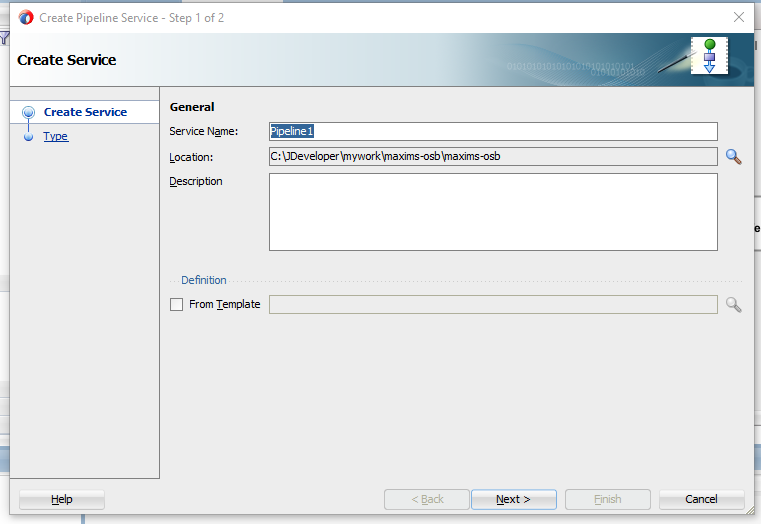 Create Pipeline Service - Step 1 of 2
Create Service
Create Service
Type
General
Service Name: Pipeline1
Location: C:\JDeveloper\mywork\maxims-osb\maxims-osb
Description
Definition
From Template
Help
< Back
Next >
Finish
Cancel